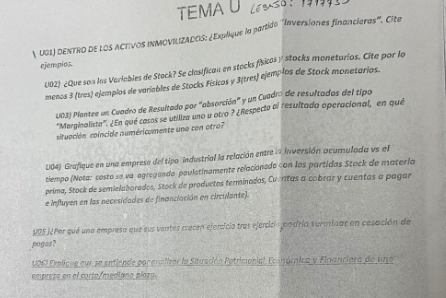 TEMA U
U01) DENTRO DE LOS ACTIVOS INMOVILIZADOS: ¿Explique la partida "Inversiones financieras". Cite
ejemplos.
U02) ¿Que son las Variables de Stock? Se clasifican en stocks físicos y stocks monetarios. Cite por lo
menos 3 (tres) ejemplos de variables de Stocks Físicos y 3(tres) ejemplos de Stock monetarios.
U03) Plantee un Cuadro de Resultado por "absorción" y un Cuadro de resultados del tipo
"Marginalista". ¿En qué casos se utiliza uno u otro ? ¿Respecto al resultado operacional, en qué
situación coincide numéricamente uno con otro?
U04) Grafique en una empresa del tipo industrial la relación entre la inversión acumulada vs el
tiempo (Nota: costo se va agregando paulatinamente relacionado con las partidas Stock de materia
prima, Stock de semielaborados, Stock de productos terminados, Cuentas a cobrar y cuentas a pagar
e influyen en las necesidades de financiación en circulante).
U05 )¿Por qué una empresa que sus ventas crecen ejercicio tras ejercicio podría terminar en cesación de
pagos?
U06) Explique que se entiende por analizar la Situación Patrimonial, Económica y Financiera de una
empresa en el corto/mediano plazo.